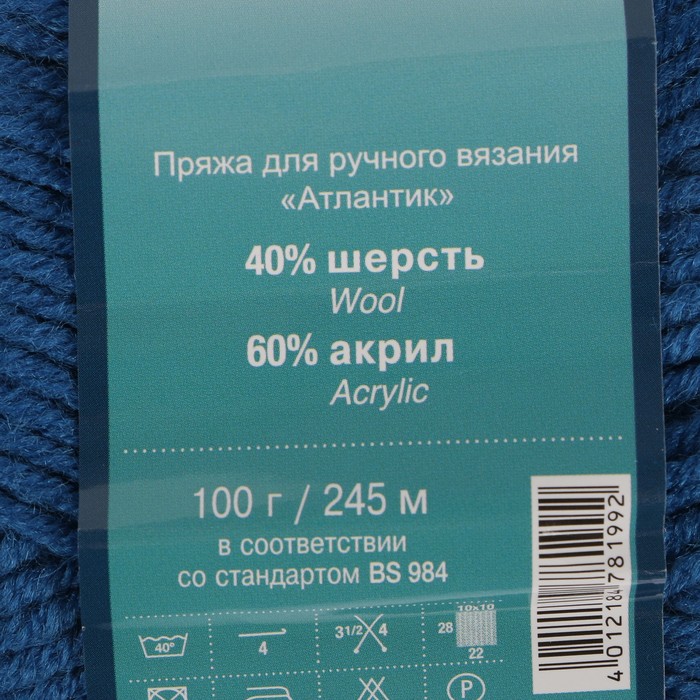 Пряжа для ручного вязания
«Атлантик»
40% шерсть
Wool
60% акрил
Acrylic
100 г / 245 м
в соответствии
со стандартом BS 984
40°
4
3 1/2 4
10x10
28
22
P
4 012184 781992